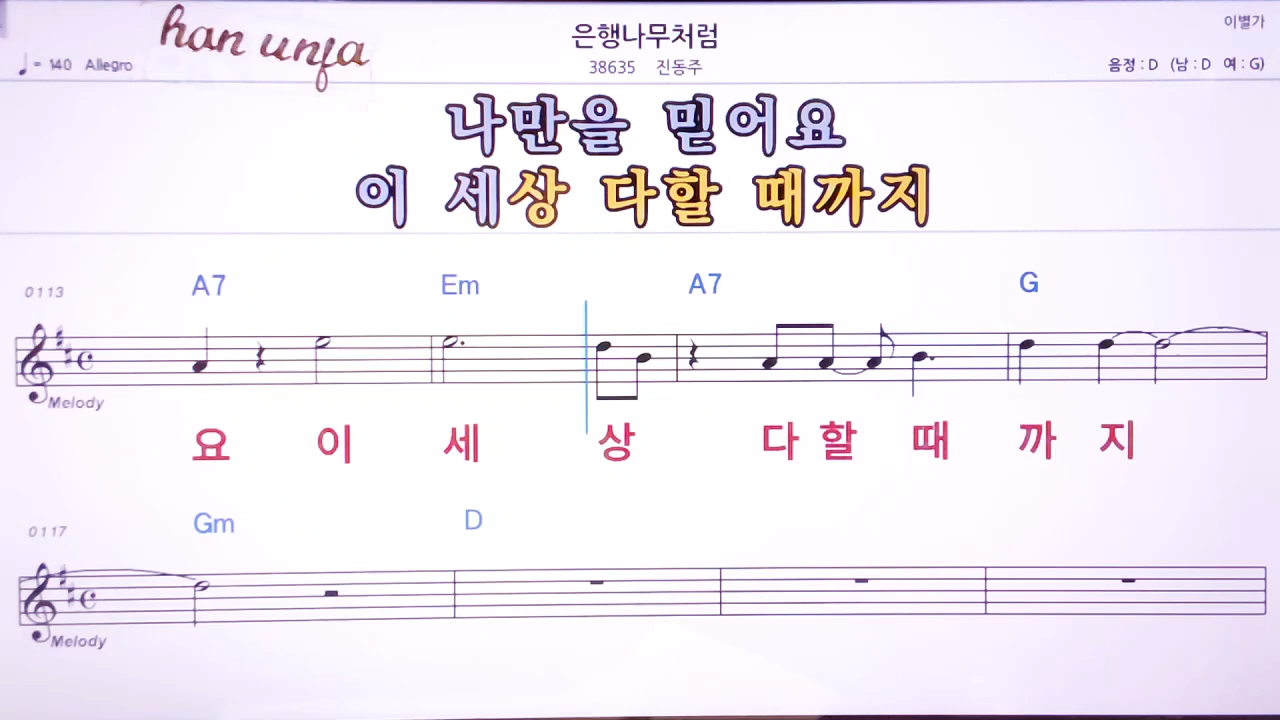 han unja
은행나무처럼
이별가
♩= 140 Allegro
38635 진동주
음정 : D (남 : D 여 : G)
나만을 믿어요
이 세상 다할 때까지
0113 A7 Em A7 G
Melody
요 이 세 상 다 할 때 까 지
0117 Gm D
Melody